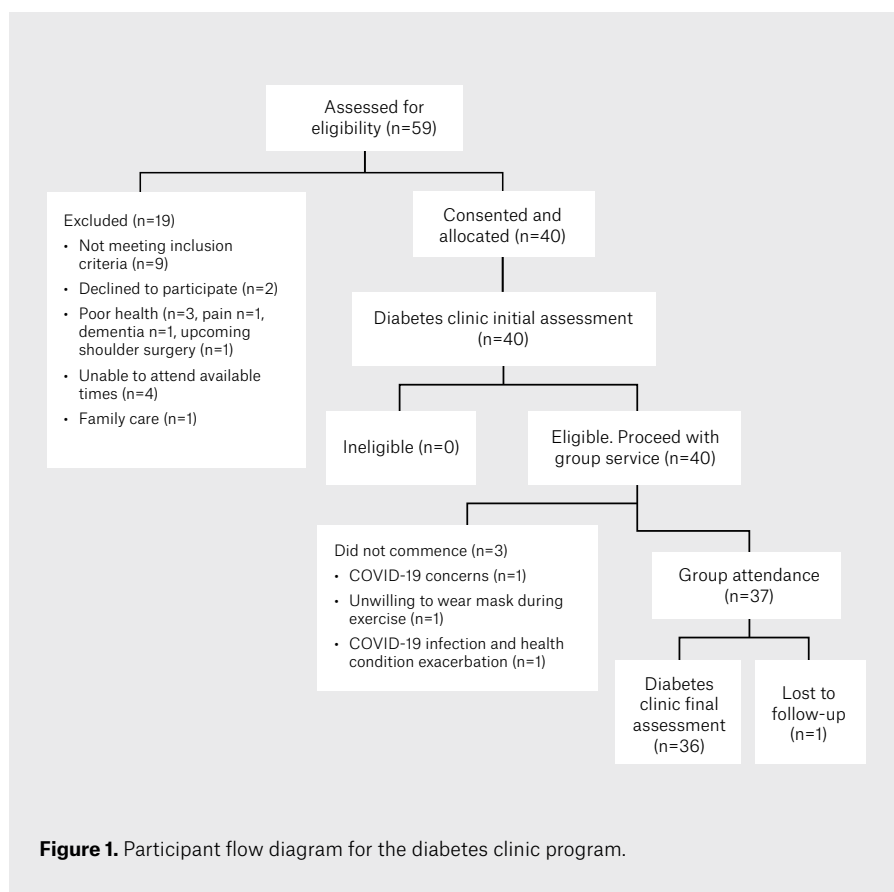 Assessed for
eligibility (n=59)
Excluded (n=19)
• Not meeting inclusion
criteria (n=9)
• Declined to participate (n=2)
• Poor health (n=3, pain n=1,
dementia n=1, upcoming
shoulder surgery (n=1)
• Unable to attend available
times (n=4)
• Family care (n=1)
Consented and
allocated (n=40)
Diabetes clinic initial assessment
(n=40)
Ineligible (n=0)
Eligible. Proceed with
group service (n=40)
Did not commence (n=3)
• COVID-19 concerns (n=1)
• Unwilling to wear mask during
exercise (n=1)
• COVID-19 infection and health
condition exacerbation (n=1)
Group attendance
(n=37)
Diabetes
clinic final
assessment
(n=36)
Lost to
follow-up
(n=1)
Figure 1. Participant flow diagram for the diabetes clinic program.